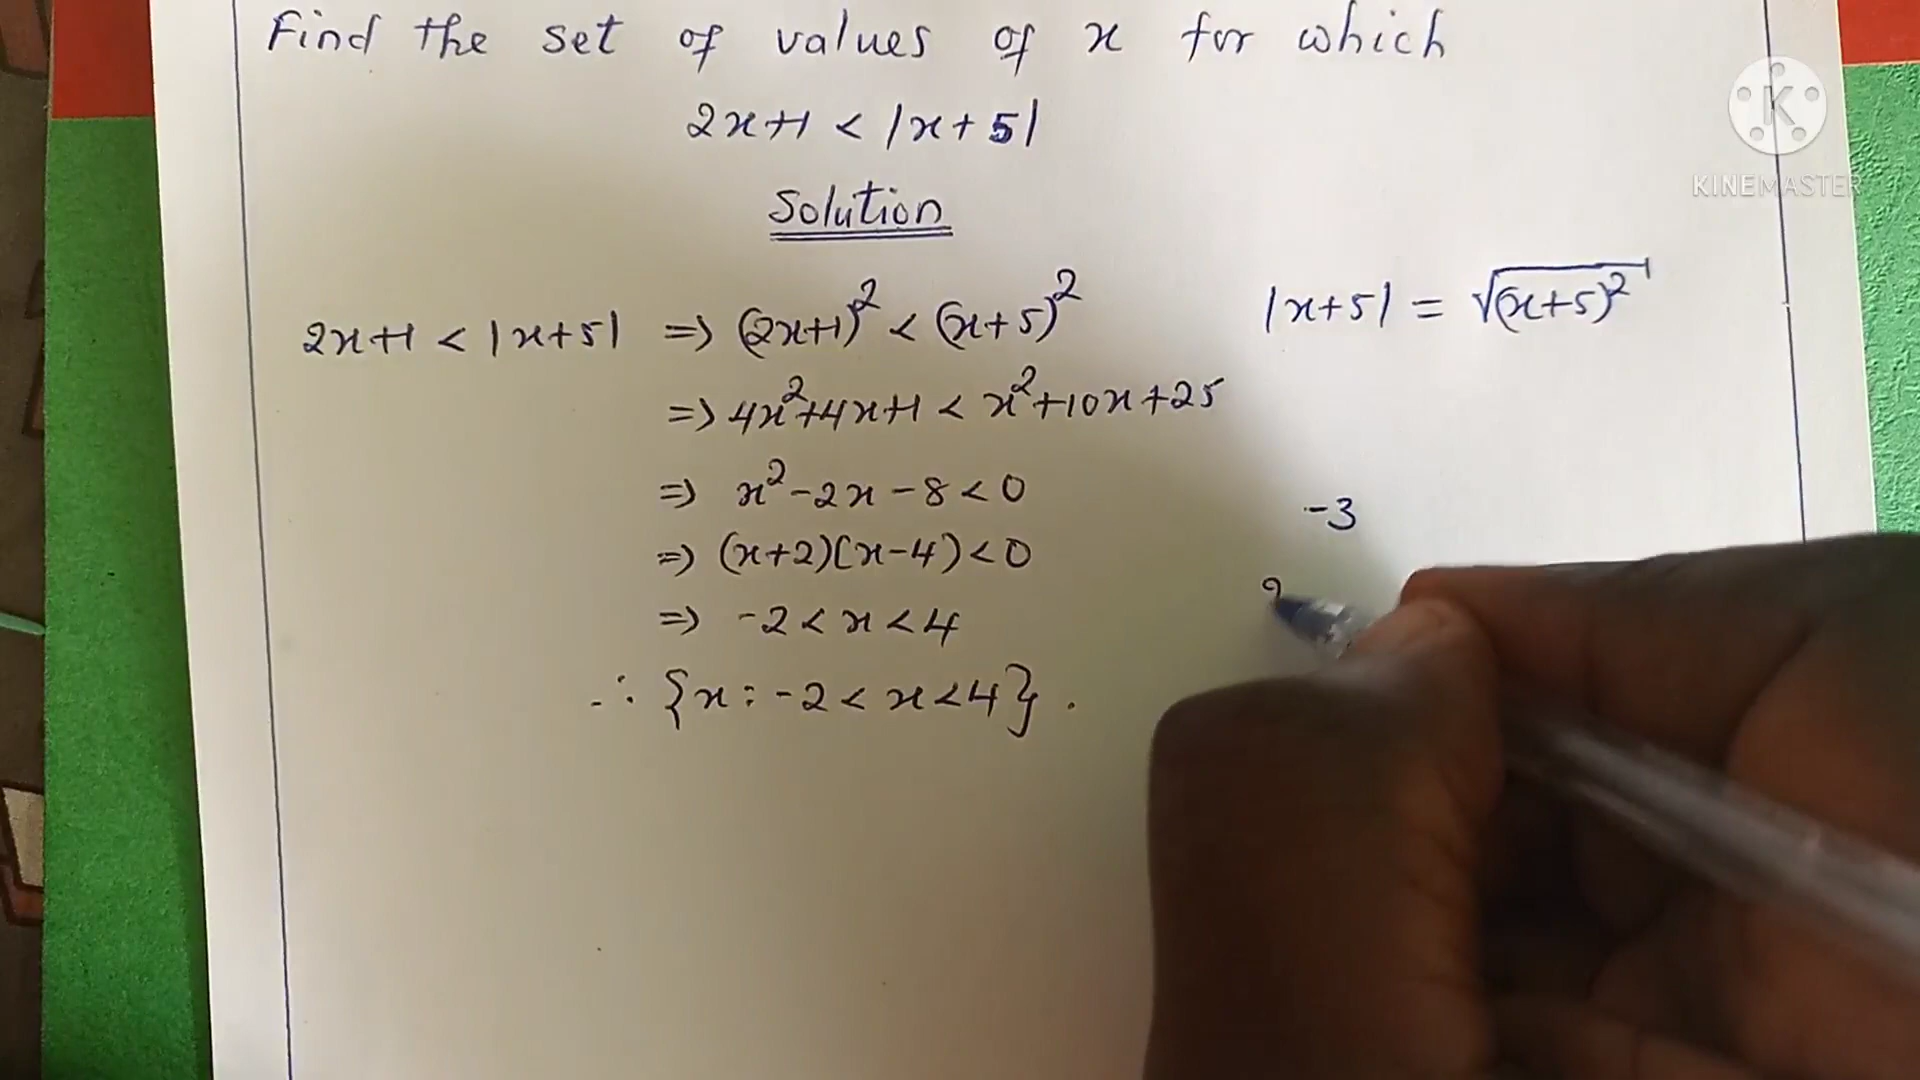 Find the set of values of x for which
2x+1 < |x+5|
Solution
2x+1 < |x+5| => (2x+1)² < (x+5)²
|x+5| = √(x+5)²
=> 4x²+4x+1 < x²+10x+25
=> x²-2x-8<0
-3
=> (x+2)(x-4)<0
=> -2<x<4
∴ {x: -2<x<4}.
K
KINEMASTER